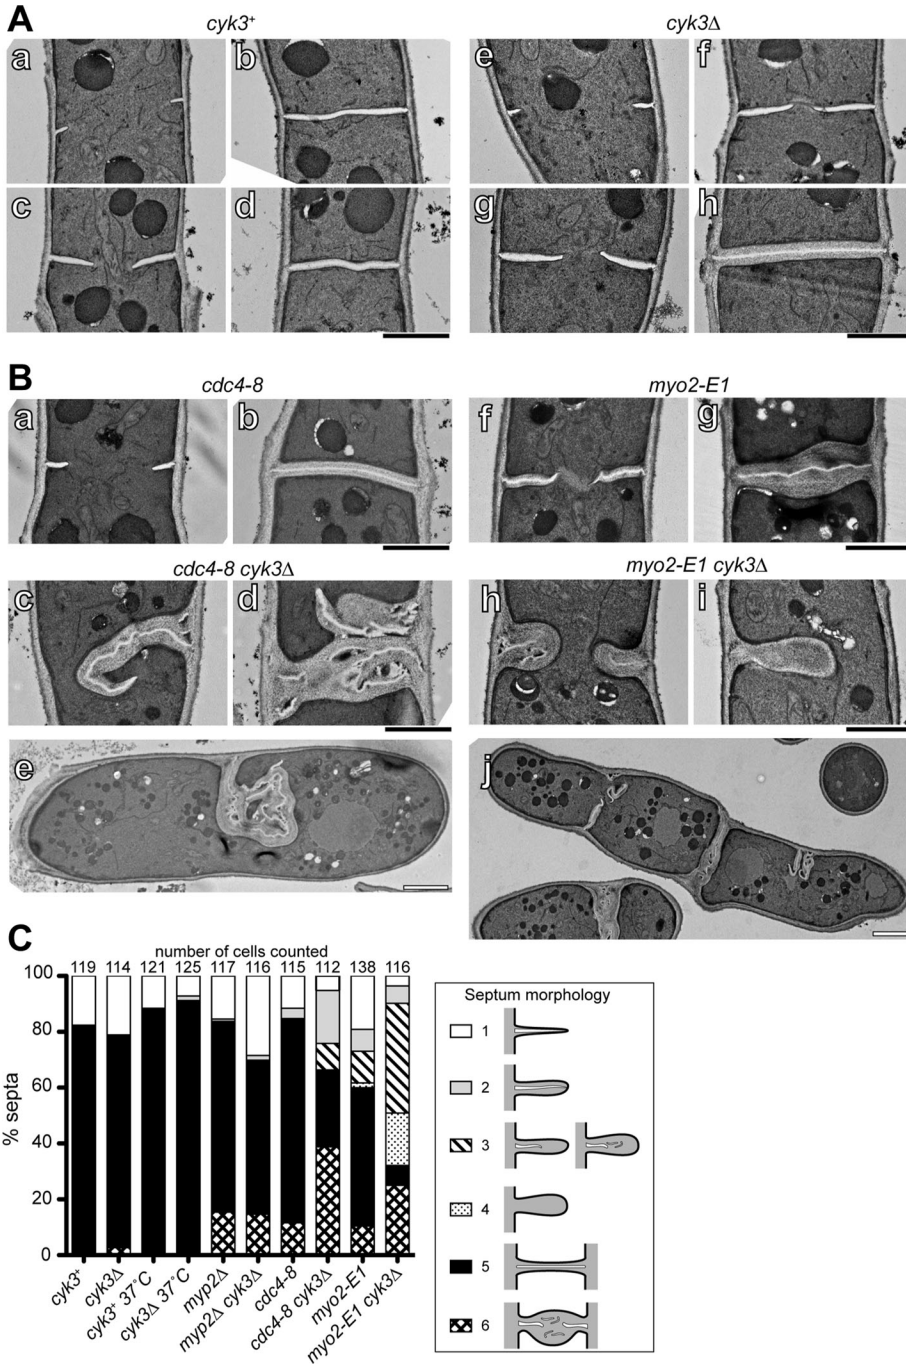 A
cyk3⁺
cyk3Δ
a
b
e
f
c
d
g
h
B
cdc4-8
myo2-E1
a
b
f
g
cdc4-8 cyk3Δ
myo2-E1 cyk3Δ
c
d
h
i
e
j
C
number of cells counted
119 114 121 125 117 116 115 112 138 116
100
80
60
40
20
0
% septa
cyk3⁺
cyk3Δ
cyk3⁺ 37˚C
cyk3Δ 37˚C
myp2Δ
myp2Δ cyk3Δ
cdc4-8
cdc4-8 cyk3Δ
myo2-E1
myo2-E1 cyk3Δ
Septum morphology
1
2
3
4
5
6